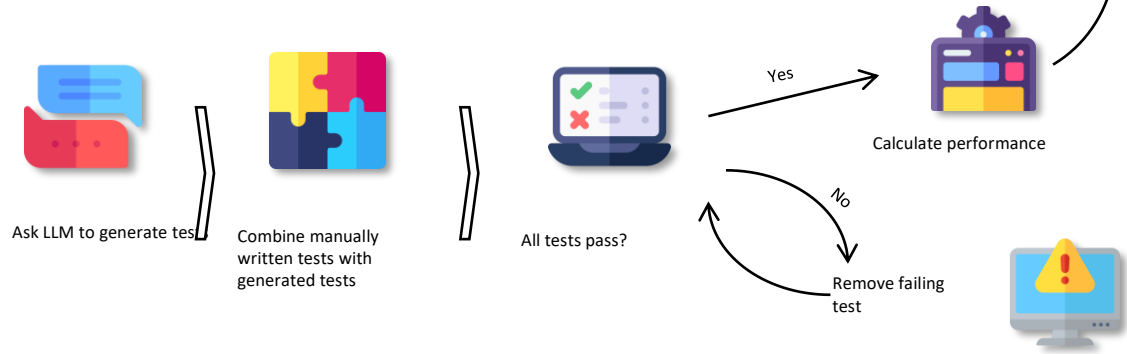 Ask LLM to generate tests
Combine manually
written tests with
generated tests
All tests pass?
Yes
Calculate performance
No
Remove failing
test